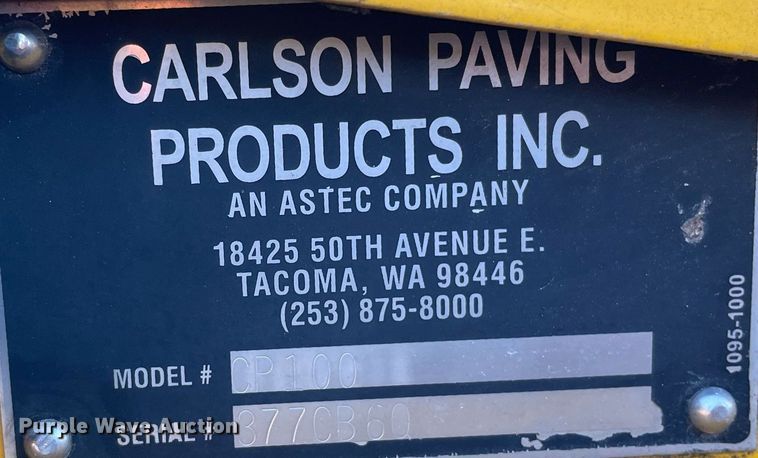 CARLSON PAVING
PRODUCTS INC.
AN ASTEC COMPANY
18425 50TH AVENUE E.
TACOMA, WA 98446
(253) 875-8000
MODEL # CP100
SERIAL # 377CB60
1095-1000
Purple Wave Auction